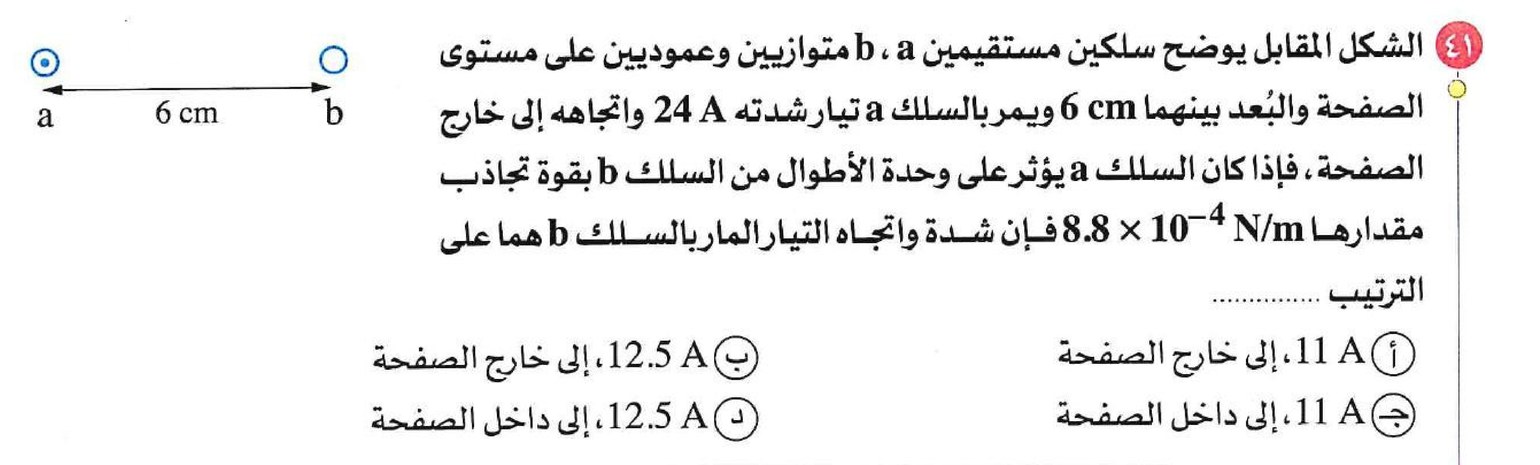 ٤١ الشكل المقابل يوضح سلكين مستقيمين b ، a متوازيين وعموديين على مستوى
الصفحة والبُعد بينهما 6 cm ويمر بالسلك a تيار شدته 24 A واتجاهه إلى خارج
الصفحة، فإذا كان السلك a يؤثر على وحدة الأطوال من السلك b بقوة تجاذب
مقدارها 8.8 × 10⁻⁴ N/m فإن شدة واتجاه التيار المار بالسلك b هما على
الترتيب ...............
أ 11 A ، إلى خارج الصفحة
ب 12.5 A ، إلى خارج الصفحة
جـ 11 A ، إلى داخل الصفحة
د 12.5 A ، إلى داخل الصفحة
a 6 cm b